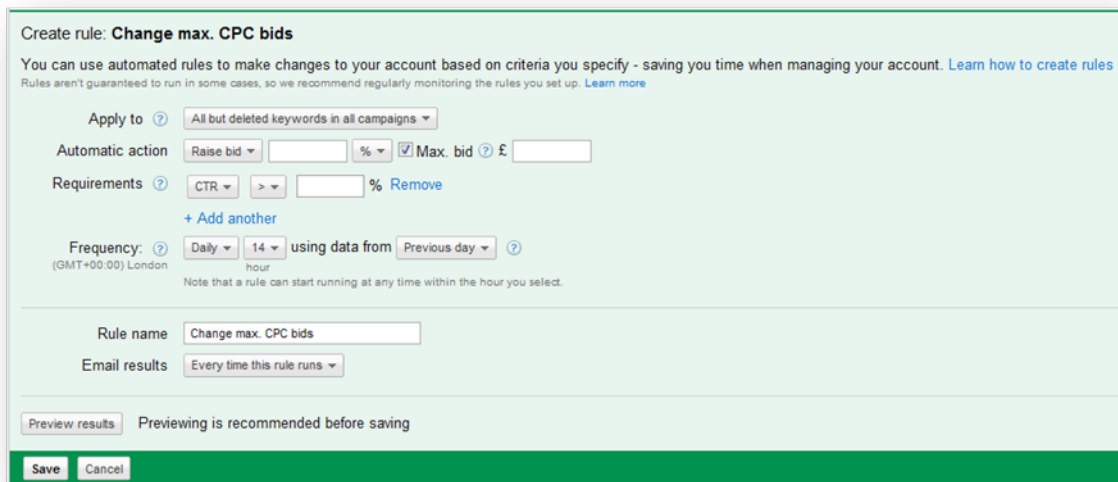 Create rule: Change max. CPC bids
You can use automated rules to make changes to your account based on criteria you specify - saving you time when managing your account. Learn how to create rules
Rules aren't guaranteed to run in some cases, so we recommend regularly monitoring the rules you set up. Learn more
Apply to ? All but deleted keywords in all campaigns
Automatic action Raise bid % Max. bid ? £
Requirements ? CTR > % Remove
+ Add another
Frequency: ? Daily 14 using data from Previous day ?
(GMT+00:00) London hour
Note that a rule can start running at any time within the hour you select.
Rule name Change max. CPC bids
Email results Every time this rule runs
Preview results Previewing is recommended before saving
Save Cancel